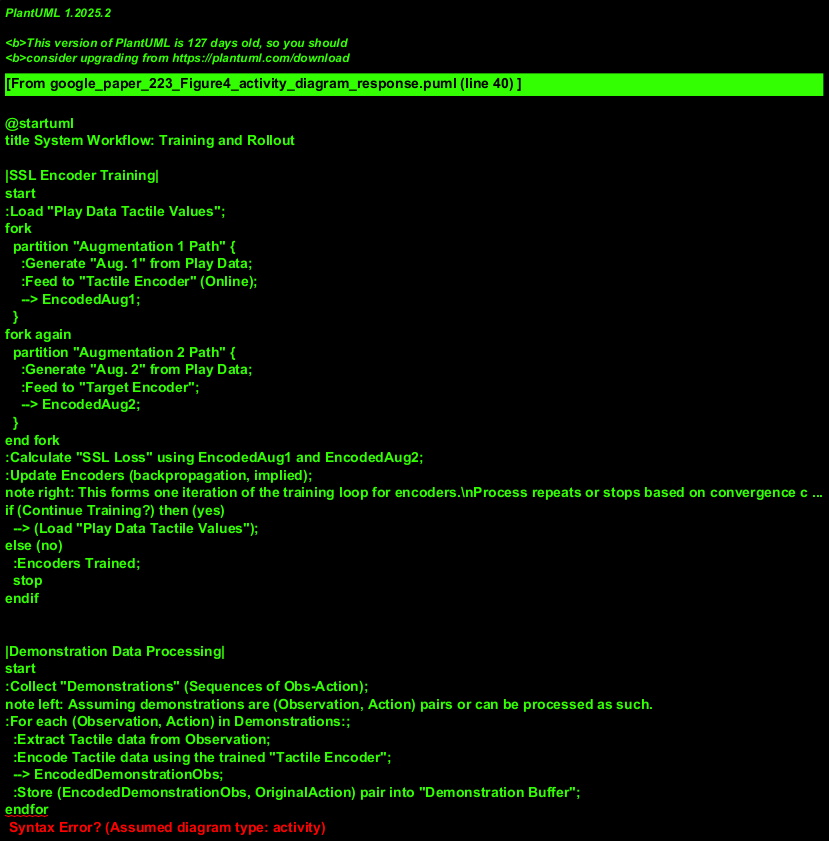 PlantUML 1.2025.2
<b>This version of PlantUML is 127 days old, so you should
<b>consider upgrading from https://plantuml.com/download
[From google_paper_223_Figure4_activity_diagram_response.puml (line 40) ]
@startuml
title System Workflow: Training and Rollout
|SSL Encoder Training|
start
:Load "Play Data Tactile Values";
fork
partition "Augmentation 1 Path" {
:Generate "Aug. 1" from Play Data;
:Feed to "Tactile Encoder" (Online);
--> EncodedAug1;
}
fork again
partition "Augmentation 2 Path" {
:Generate "Aug. 2" from Play Data;
:Feed to "Target Encoder";
--> EncodedAug2;
}
end fork
:Calculate "SSL Loss" using EncodedAug1 and EncodedAug2;
:Update Encoders (backpropagation, implied);
note right: This forms one iteration of the training loop for encoders.\nProcess repeats or stops based on convergence c ...
if (Continue Training?) then (yes)
--> (Load "Play Data Tactile Values");
else (no)
:Encoders Trained;
stop
endif
|Demonstration Data Processing|
start
:Collect "Demonstrations" (Sequences of Obs-Action);
note left: Assuming demonstrations are (Observation, Action) pairs or can be processed as such.
:For each (Observation, Action) in Demonstrations:;
:Extract Tactile data from Observation;
:Encode Tactile data using the trained "Tactile Encoder";
--> EncodedDemonstrationObs;
:Store (EncodedDemonstrationObs, OriginalAction) pair into "Demonstration Buffer";
endfor
Syntax Error? (Assumed diagram type: activity)